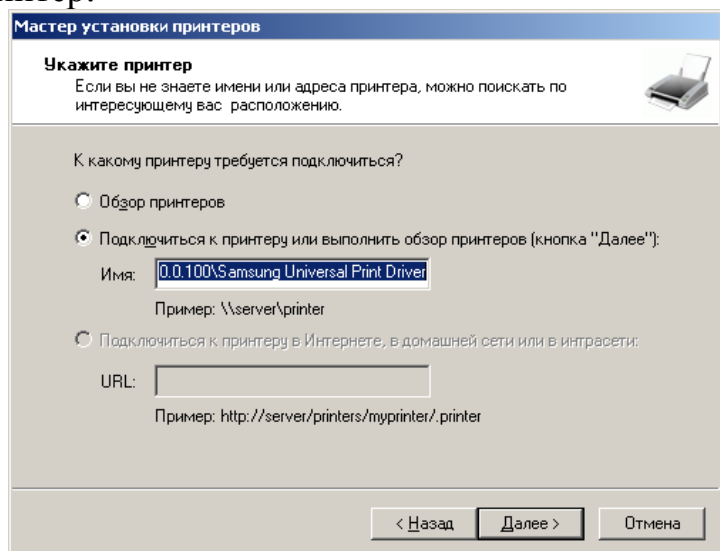 Мастер установки принтеров
Укажите принтер
Если вы не знаете имени или адреса принтера, можно поискать по
интересующему вас расположению.
К какому принтеру требуется подключиться?
Обзор принтеров
Подключиться к принтеру или выполнить обзор принтеров (кнопка "Далее"):
Имя: 0.0.100\Samsung Universal Print Driver
Пример: \\server\printer
Подключиться к принтеру в Интернете, в домашней сети или в интрасети:
URL:
Пример: http://server/printers/myprinter/.printer
< Назад Далее > Отмена